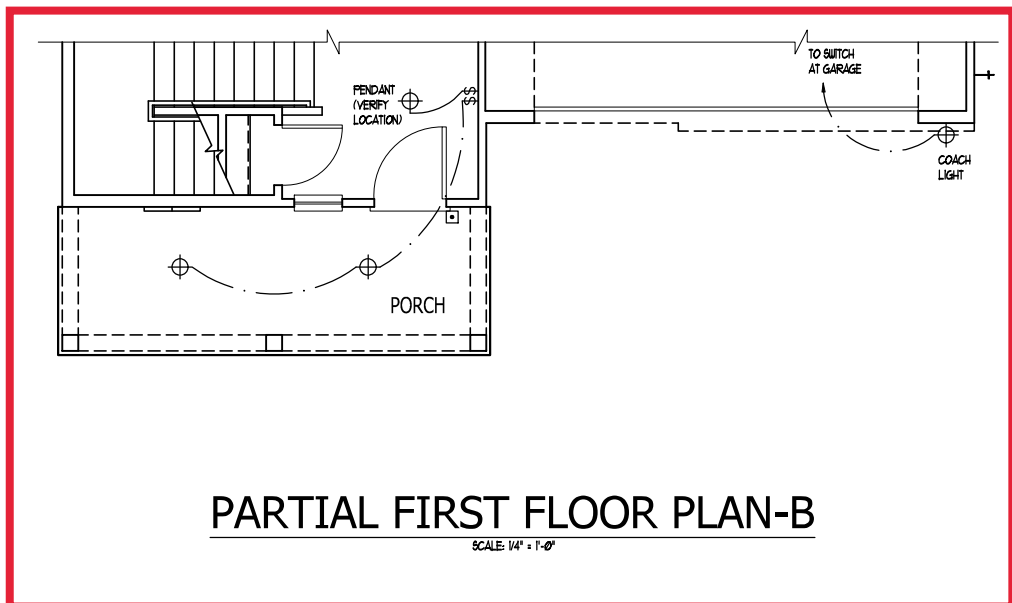 TO SWITCH
AT GARAGE
PENDANT
(VERIFY
LOCATION)
$$
COACH
LIGHT
PORCH
PARTIAL FIRST FLOOR PLAN-B
SCALE: 1/4" = 1'-0"